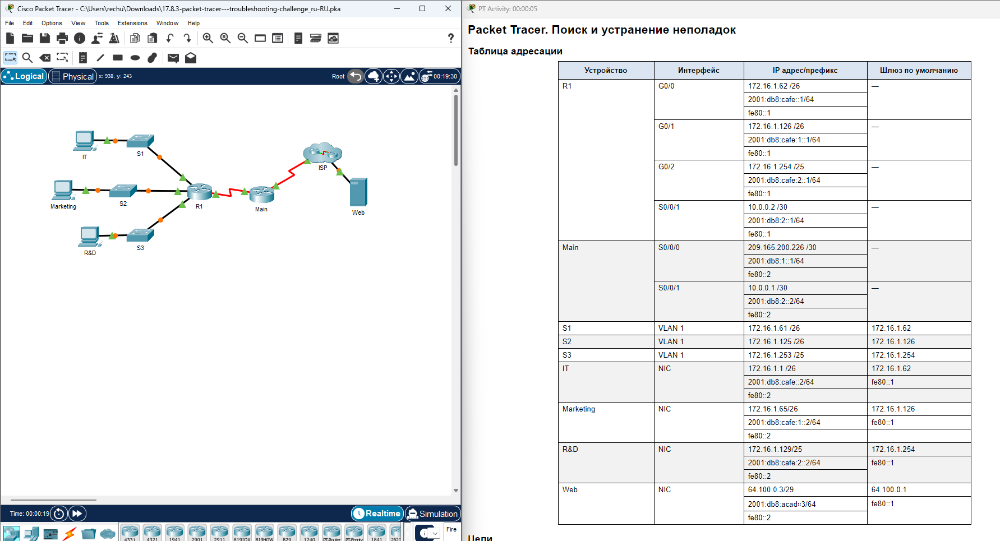 Cisco Packet Tracer - C:\Users\rechu\Downloads\17.8.3-packet-tracer---troubleshooting-challenge_ru-RU.pka
File Edit Options View Tools Extensions Window Help
Logical Physical x: 938, y: 243 Root 00:19:30
IT
S1
Marketing
S2
R&D
S3
R1
Main
ISP
Web
Time: 00:00:19 Realtime Simulation
4331 4321 1941 2901 2911 819IOX 819HGW 829 1240 PT-Router PT-Empty 1841 2620
Fire
PT Activity: 00:00:05
Packet Tracer. Поиск и устранение неполадок
Таблица адресации
Устройство Интерфейс IP адрес/префикс Шлюз по умолчанию
R1 G0/0 172.16.1.62 /26 —
2001:db8:cafe::1/64
fe80::1
G0/1 172.16.1.126 /26 —
2001:db8:cafe:1::1/64
fe80::1
G0/2 172.16.1.254 /25 —
2001:db8:cafe:2::1/64
fe80::1
S0/0/1 10.0.0.2 /30 —
2001:db8:2::1/64
fe80::1
Main S0/0/0 209.165.200.226 /30 —
2001:db8:1::1/64
fe80::2
S0/0/1 10.0.0.1 /30 —
2001:db8:2::2/64
fe80::2
S1 VLAN 1 172.16.1.61 /26 172.16.1.62
S2 VLAN 1 172.16.1.125 /26 172.16.1.126
S3 VLAN 1 172.16.1.253 /25 172.16.1.254
IT NIC 172.16.1.1 /26 172.16.1.62
2001:db8:cafe::2/64 fe80::1
fe80::2
Marketing NIC 172.16.1.65/26 172.16.1.126
2001:db8:cafe:1::2/64 fe80::1
fe80::2
R&D NIC 172.16.1.129/25 172.16.1.254
2001:db8:cafe:2::2/64 fe80::1
fe80::2
Web NIC 64.100.0.3/29 64.100.0.1
2001:db8:acad::3/64 fe80::1
fe80::2
Цели